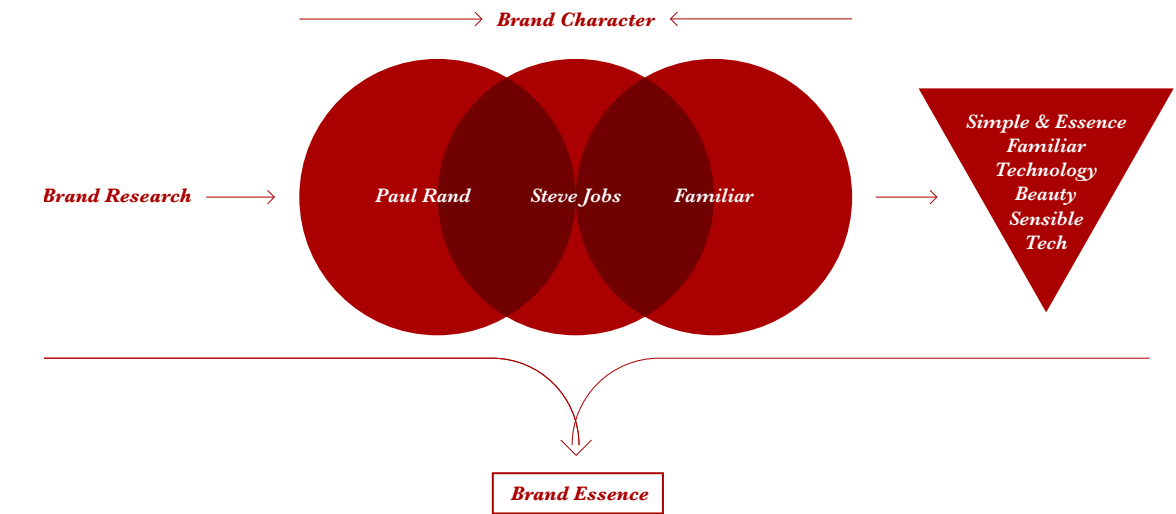 Brand Character
Brand Research
Paul Rand
Steve Jobs
Familiar
Simple & Essence
Familiar
Technology
Beauty
Sensible
Tech
Brand Essence